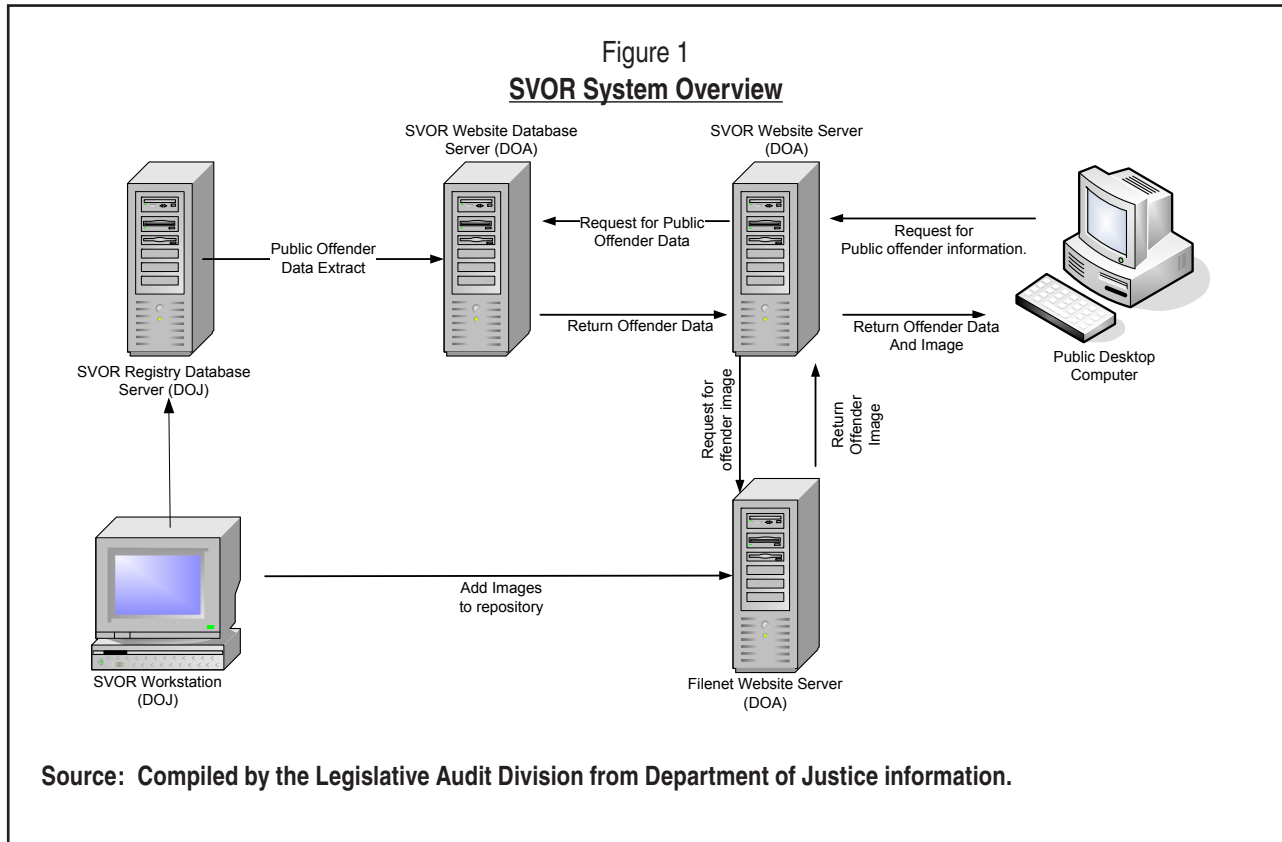 Figure 1
SVOR System Overview
SVOR Website Database
Server (DOA)
SVOR Website Server
(DOA)
Public Offender
Data Extract
Request for Public
Offender Data
Request for
Public offender information.
Return Offender Data
Return Offender Data
And Image
Public Desktop
Computer
SVOR Registry Database
Server (DOJ)
Request for
offender image
Return
Offender
Image
Add Images
to repository
SVOR Workstation
(DOJ)
Filenet Website Server
(DOA)
Source: Compiled by the Legislative Audit Division from Department of Justice information.